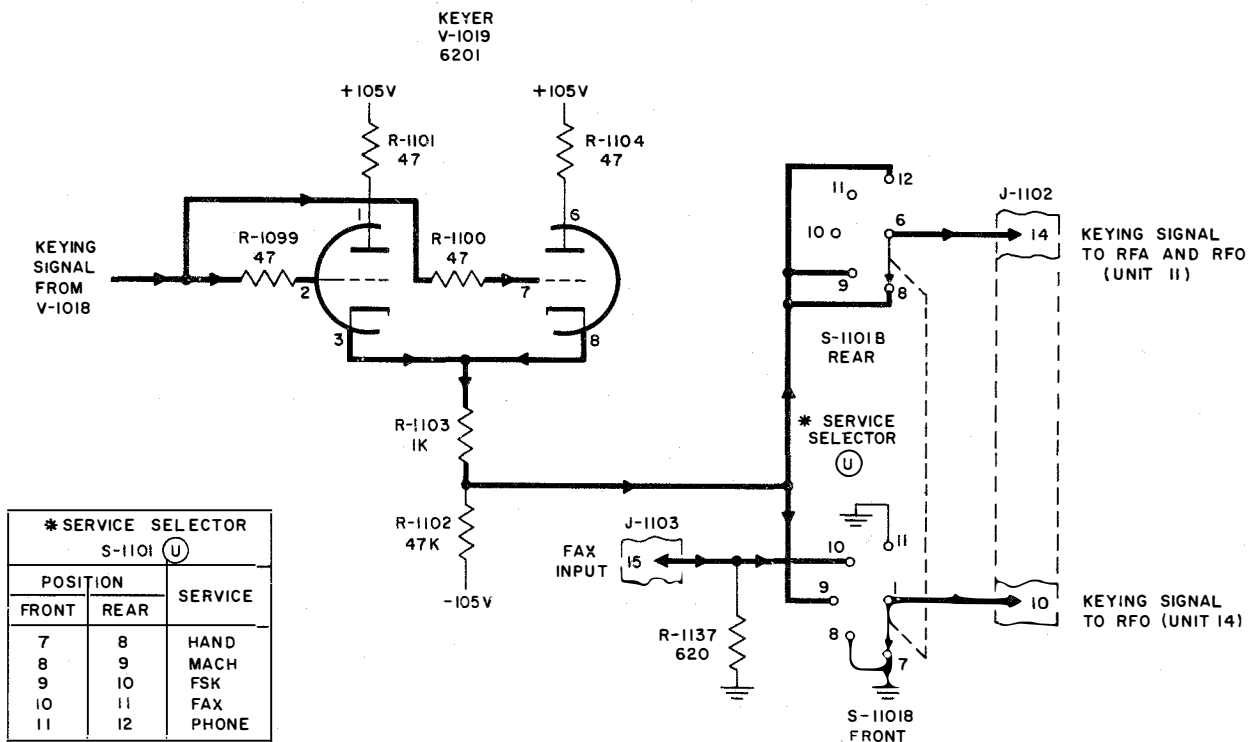 KEYER
V-1019
6201
+105V
+105V
R-1101
47
R-1104
47
1
6
KEYING
SIGNAL
FROM
V-1018
R-1099
47
2
R-1100
47
7
3
8
R-1103
1K
R-1102
47K
-105V
12
11
10
6
9
8
S-1101B
REAR
* SERVICE
SELECTOR
U
J-1102
14
KEYING SIGNAL
TO RFA AND RFO
(UNIT 11)
FAX
INPUT
J-1103
15
R-1137
620
11
10
9
1
8
7
S-1101B
FRONT
10
KEYING SIGNAL
TO RFO (UNIT 14)
* SERVICE SELECTOR
S-1101 U
POSITION
SERVICE
FRONT REAR
7 8 HAND
8 9 MACH
9 10 FSK
10 11 FAX
11 12 PHONE